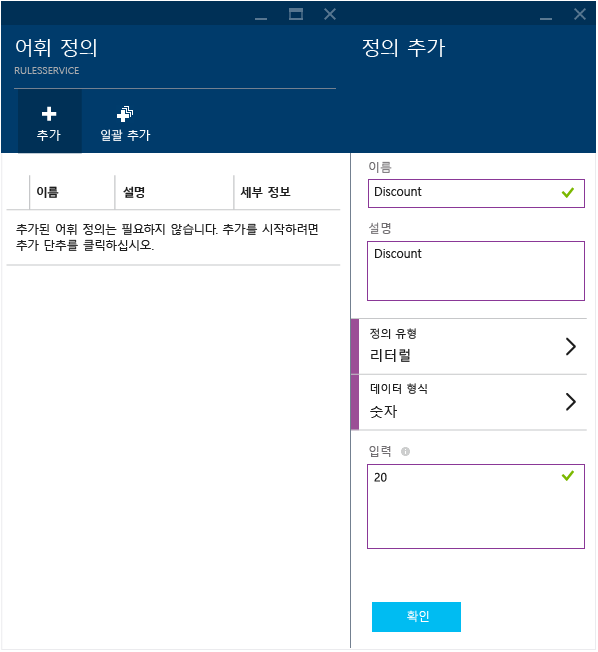 어휘 정의
RULESSERVICE
추가
일괄 추가
이름
설명
세부 정보
추가된 어휘 정의는 필요하지 않습니다. 추가를 시작하려면
추가 단추를 클릭하십시오.
정의 추가
이름
Discount
설명
Discount
정의 유형
리터럴
데이터 형식
숫자
입력
20
확인